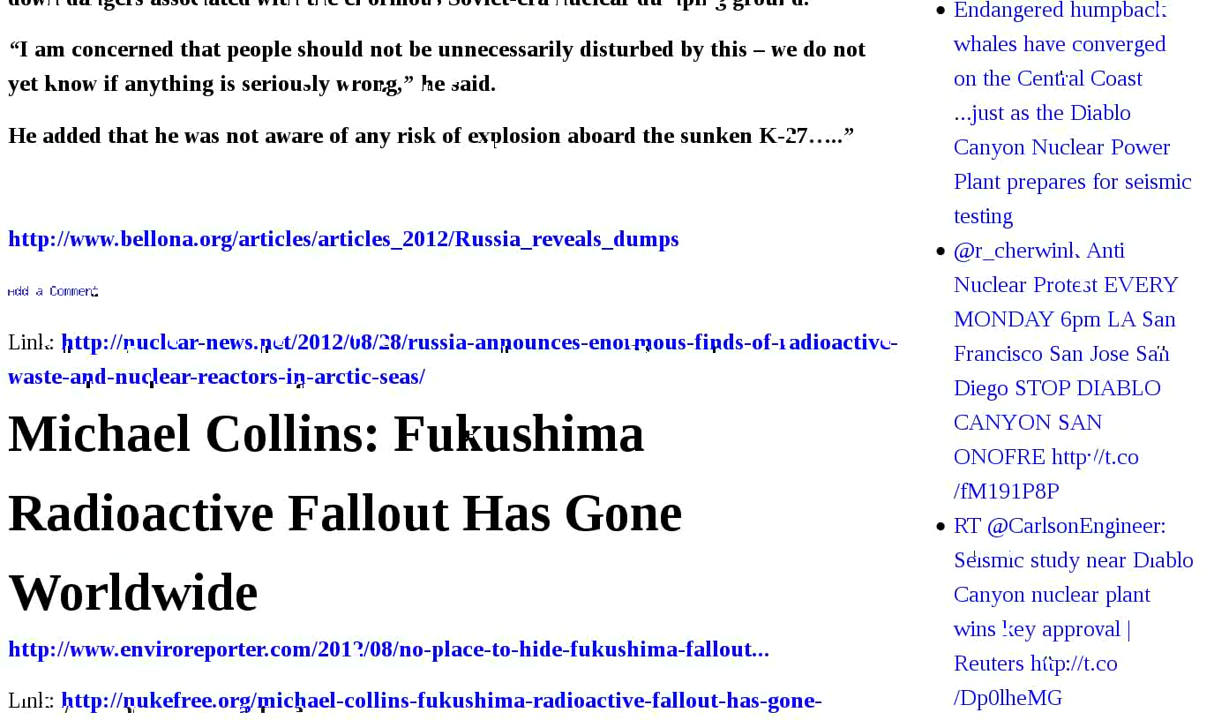 down dangers associated with the enormous Soviet-era nuclear dumping ground.
“I am concerned that people should not be unnecessarily disturbed by this – we do not
yet know if anything is seriously wrong,” he said.
He added that he was not aware of any risk of explosion aboard the sunken K-27…..”
http://www.bellona.org/articles/articles_2012/Russia_reveals_dumps
Add a Comment
Link: http://nuclear-news.net/2012/08/28/russia-announces-enormous-finds-of-radioactive-
waste-and-nuclear-reactors-in-arctic-seas/
Michael Collins: Fukushima
Radioactive Fallout Has Gone
Worldwide
http://www.enviroreporter.com/2012/08/no-place-to-hide-fukushima-fallout...
Link: http://nukefree.org/michael-collins-fukushima-radioactive-fallout-has-gone-
Endangered humpback
whales have converged
on the Central Coast
...just as the Diablo
Canyon Nuclear Power
Plant prepares for seismic
testing
@r_cherwink Anti
Nuclear Protest EVERY
MONDAY 6pm LA San
Francisco San Jose San
Diego STOP DIABLO
CANYON SAN
ONOFRE http://t.co
/fM191P8P
RT @CarlsonEngineer:
Seismic study near Diablo
Canyon nuclear plant
wins key approval |
Reuters http://t.co
/Dp0lheMG